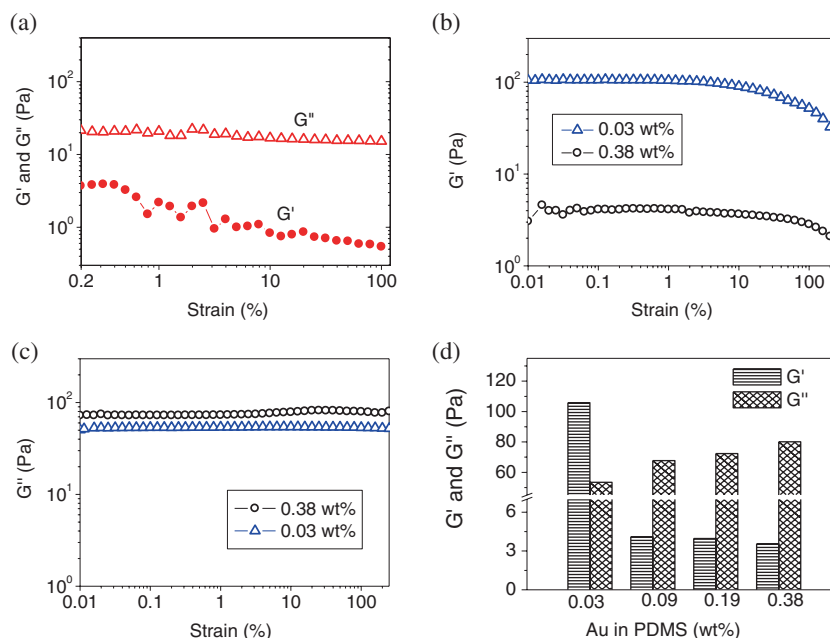 (a)
G' and G" (Pa)
10²
10¹
10⁰
G"
G'
0.2
1
10
100
Strain (%)
(b)
G' (Pa)
10²
10¹
10⁰
0.03 wt%
0.38 wt%
0.01
0.1
1
10
100
Strain (%)
(c)
G" (Pa)
10²
10¹
10⁰
0.38 wt%
0.03 wt%
0.01
0.1
1
10
100
Strain (%)
(d)
G' and G" (Pa)
120
100
80
60
6
3
0
G'
G"
0.03
0.09
0.19
0.38
Au in PDMS (wt%)